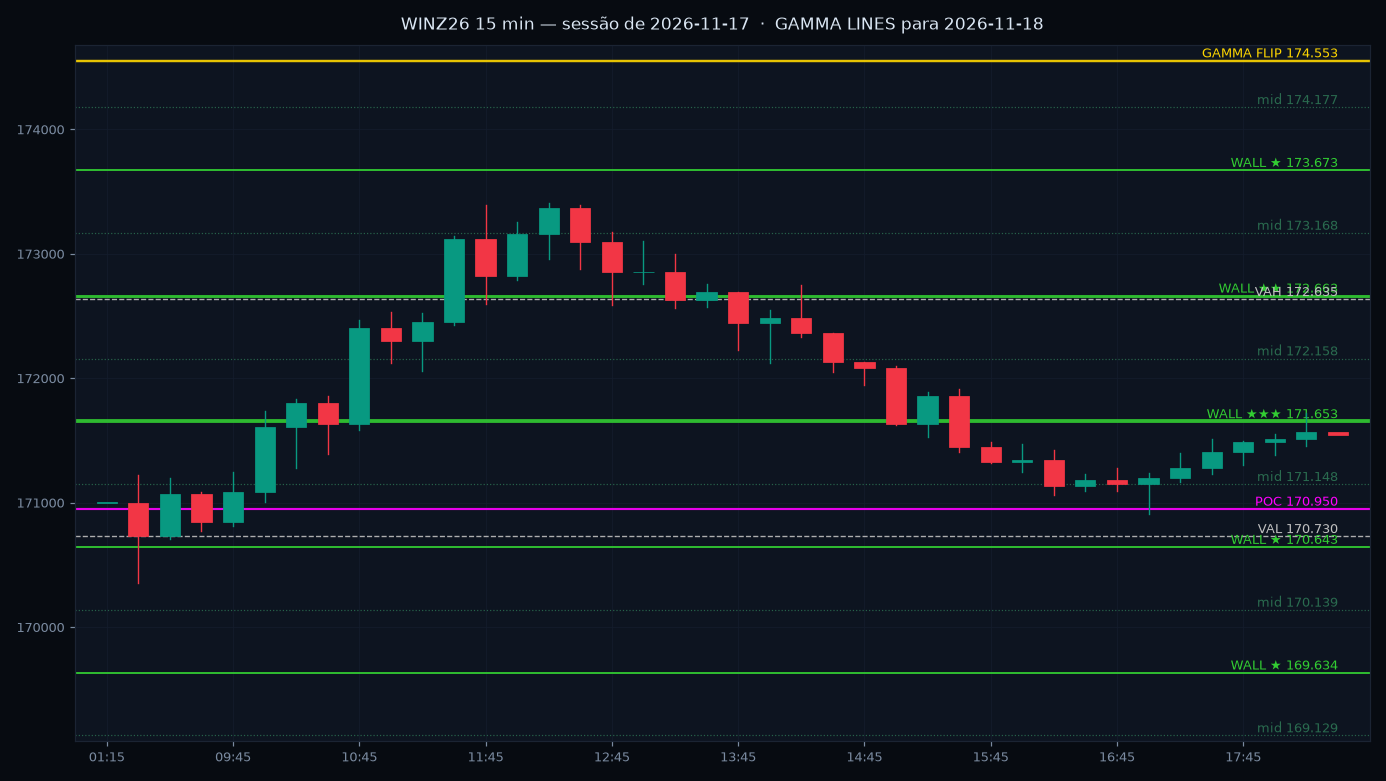 WINZ26 15 min — sessão de 2026-11-17 · GAMMA LINES para 2026-11-18
GAMMA FLIP 174.553
mid 174.177
174000
WALL ★ 173.673
mid 173.168
173000
WALL ★★ 172.663
VAH 172.635
mid 172.158
172000
WALL ★★★ 171.653
mid 171.148
171000
POC 170.950
VAL 170.730
WALL ★ 170.643
mid 170.139
170000
WALL ★ 169.634
mid 169.129
01:15 09:45 10:45 11:45 12:45 13:45 14:45 15:45 16:45 17:45